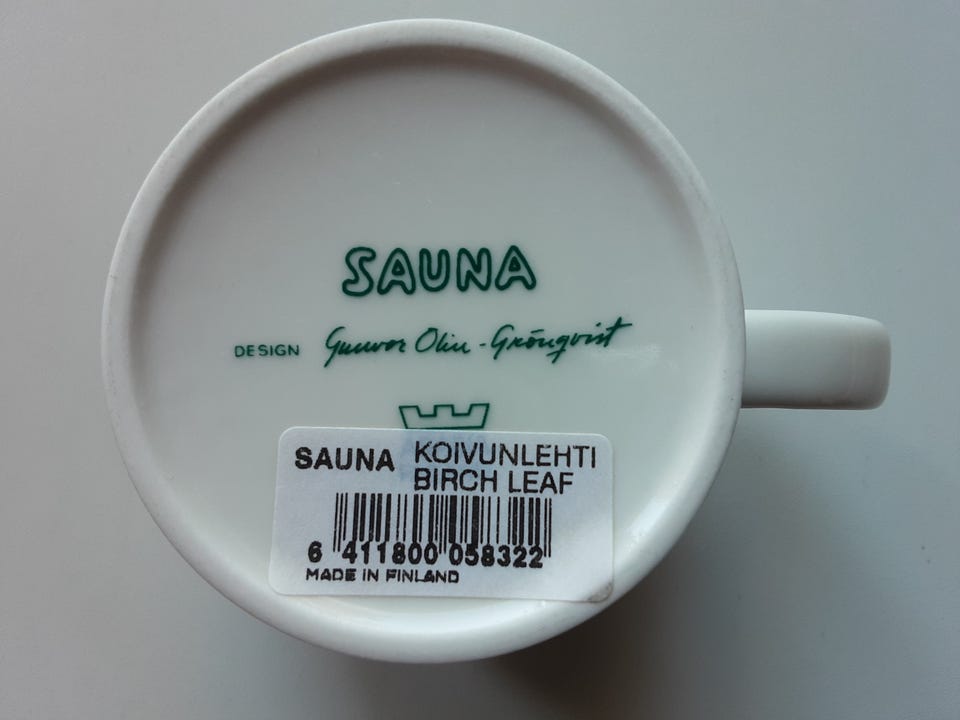 SAUNA
DESIGN Gunvor Olin-Grönqvist
SAUNA KOIVUNLEHTI
BIRCH LEAF
6 411800 058322
MADE IN FINLAND